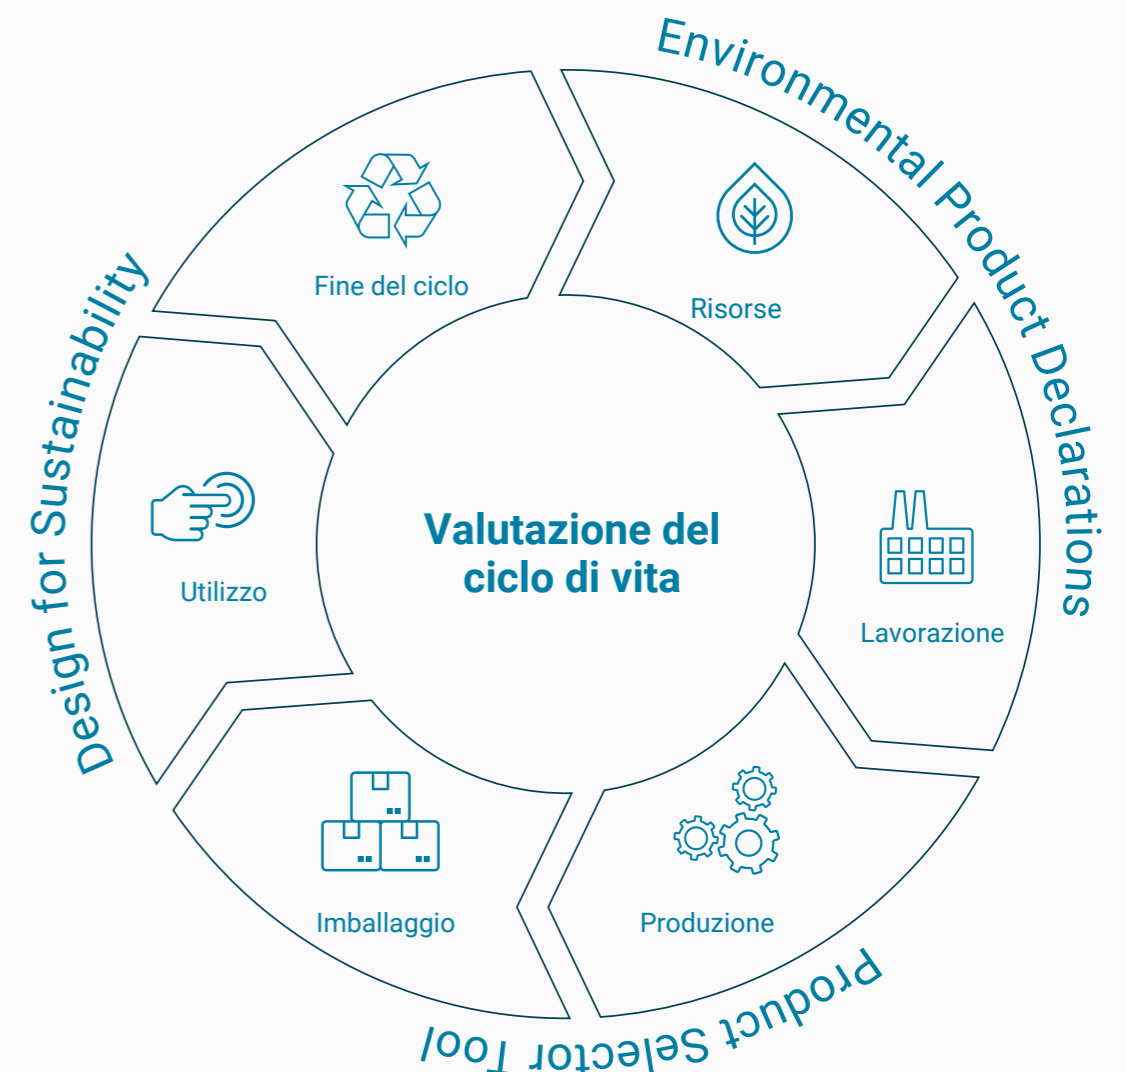 Environmental Product Declarations
Fine del ciclo
Risorse
Design for Sustainability
Valutazione del
ciclo di vita
Utilizzo
Lavorazione
Imballaggio
Produzione
Product Selector Tool